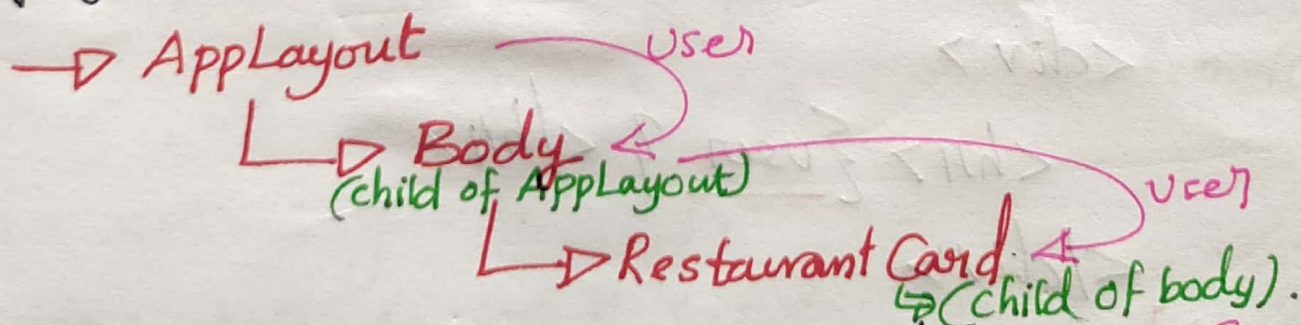 AppLayout user
Body
(child of AppLayout) user
Restaurant Card
(child of body).